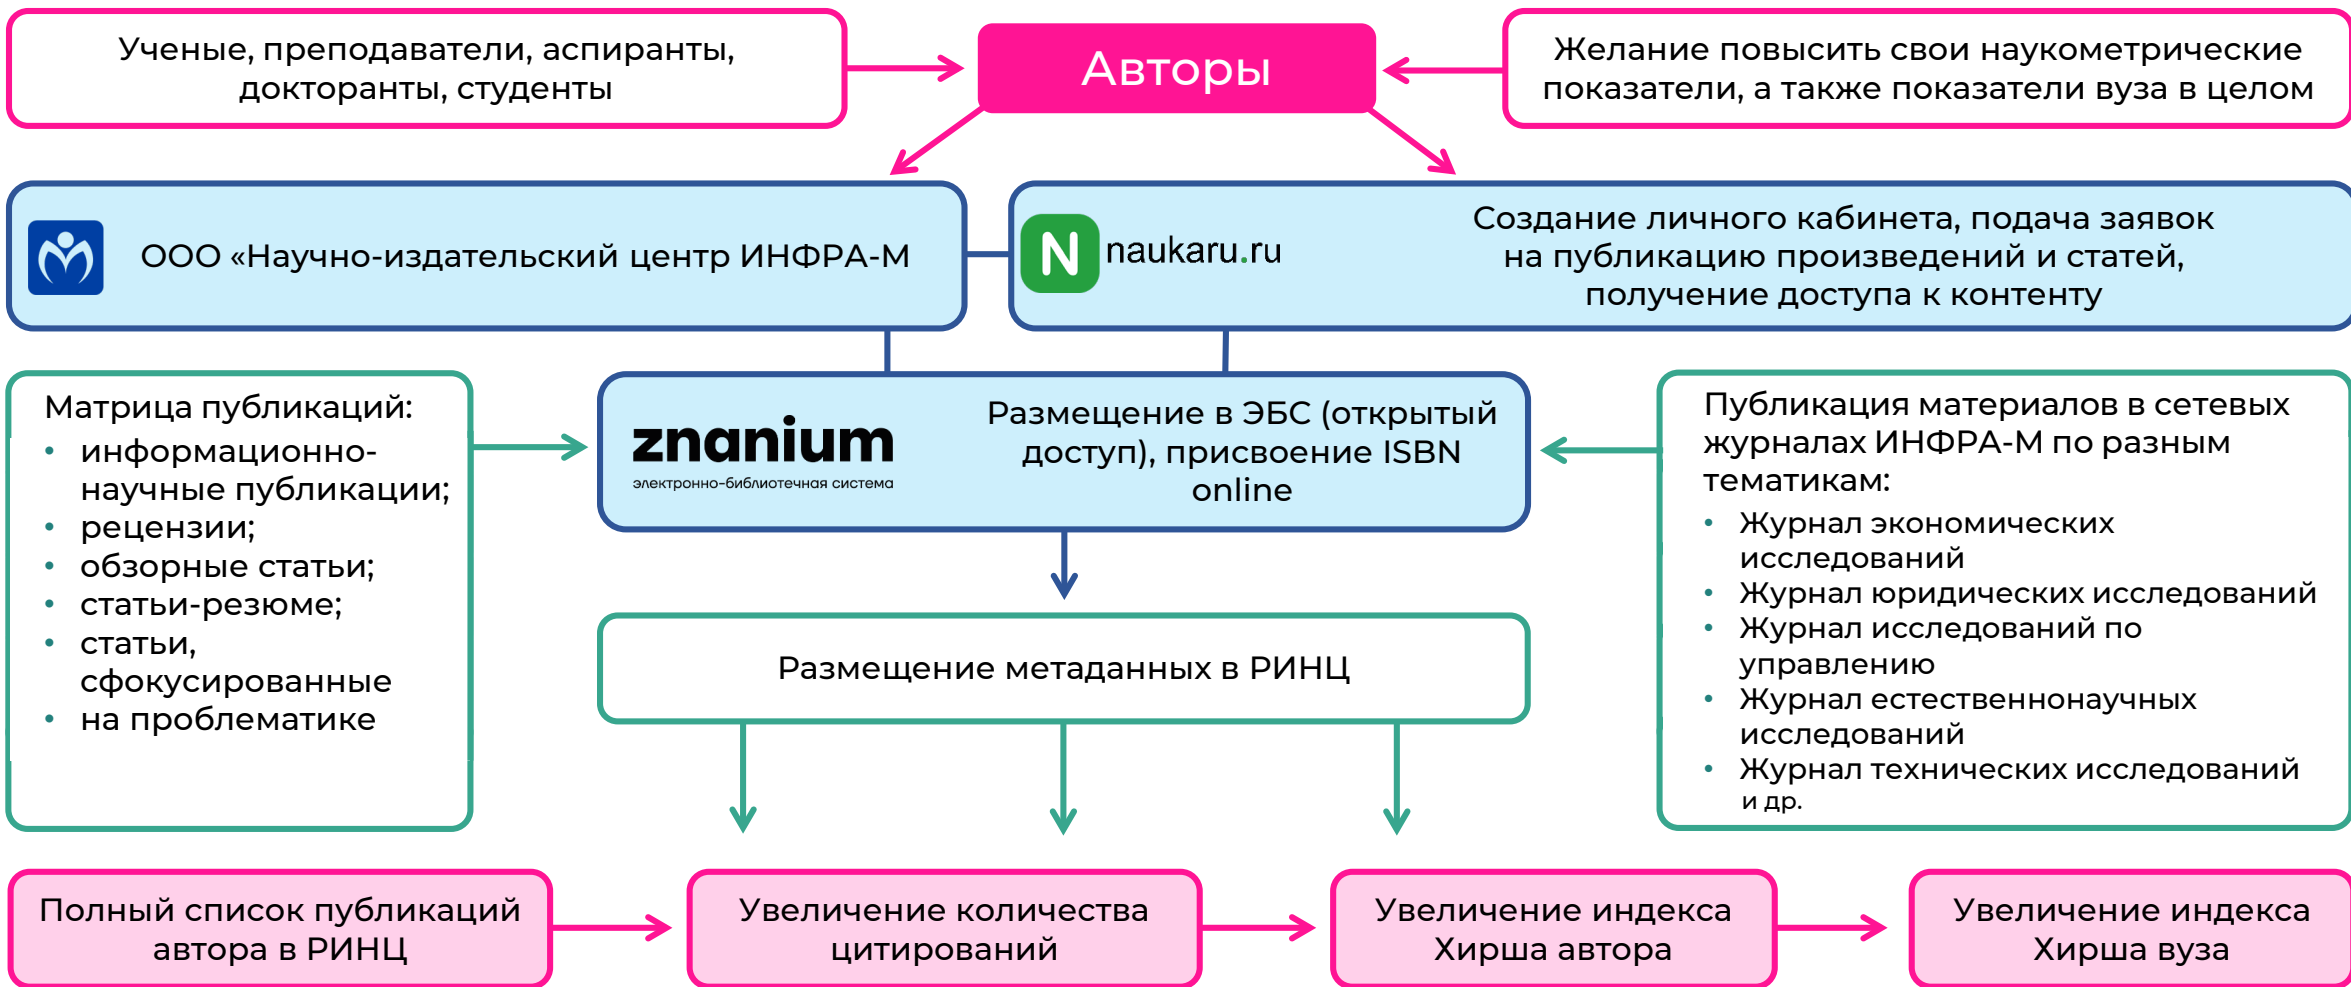 Ученые, преподаватели, аспиранты,
докторанты, студенты
Авторы
Желание повысить свои наукометрические
показатели, а также показатели вуза в целом
ООО «Научно-издательский центр ИНФРА-М
N naukaru.ru
Создание личного кабинета, подача заявок
на публикацию произведений и статей,
получение доступа к контенту
Матрица публикаций:
• информационно-
научные публикации;
• рецензии;
• обзорные статьи;
• статьи-резюме;
• статьи,
сфокусированные
• на проблематике
znanium
электронно-библиотечная система
Размещение в ЭБС (открытый
доступ), присвоение ISBN
online
Публикация материалов в сетевых
журналах ИНФРА-М по разным
тематикам:
• Журнал экономических
исследований
• Журнал юридических исследований
• Журнал исследований по
управлению
• Журнал естественнонаучных
исследований
• Журнал технических исследований
и др.
Размещение метаданных в РИНЦ
Полный список публикаций
автора в РИНЦ
Увеличение количества
цитирований
Увеличение индекса
Хирша автора
Увеличение индекса
Хирша вуза